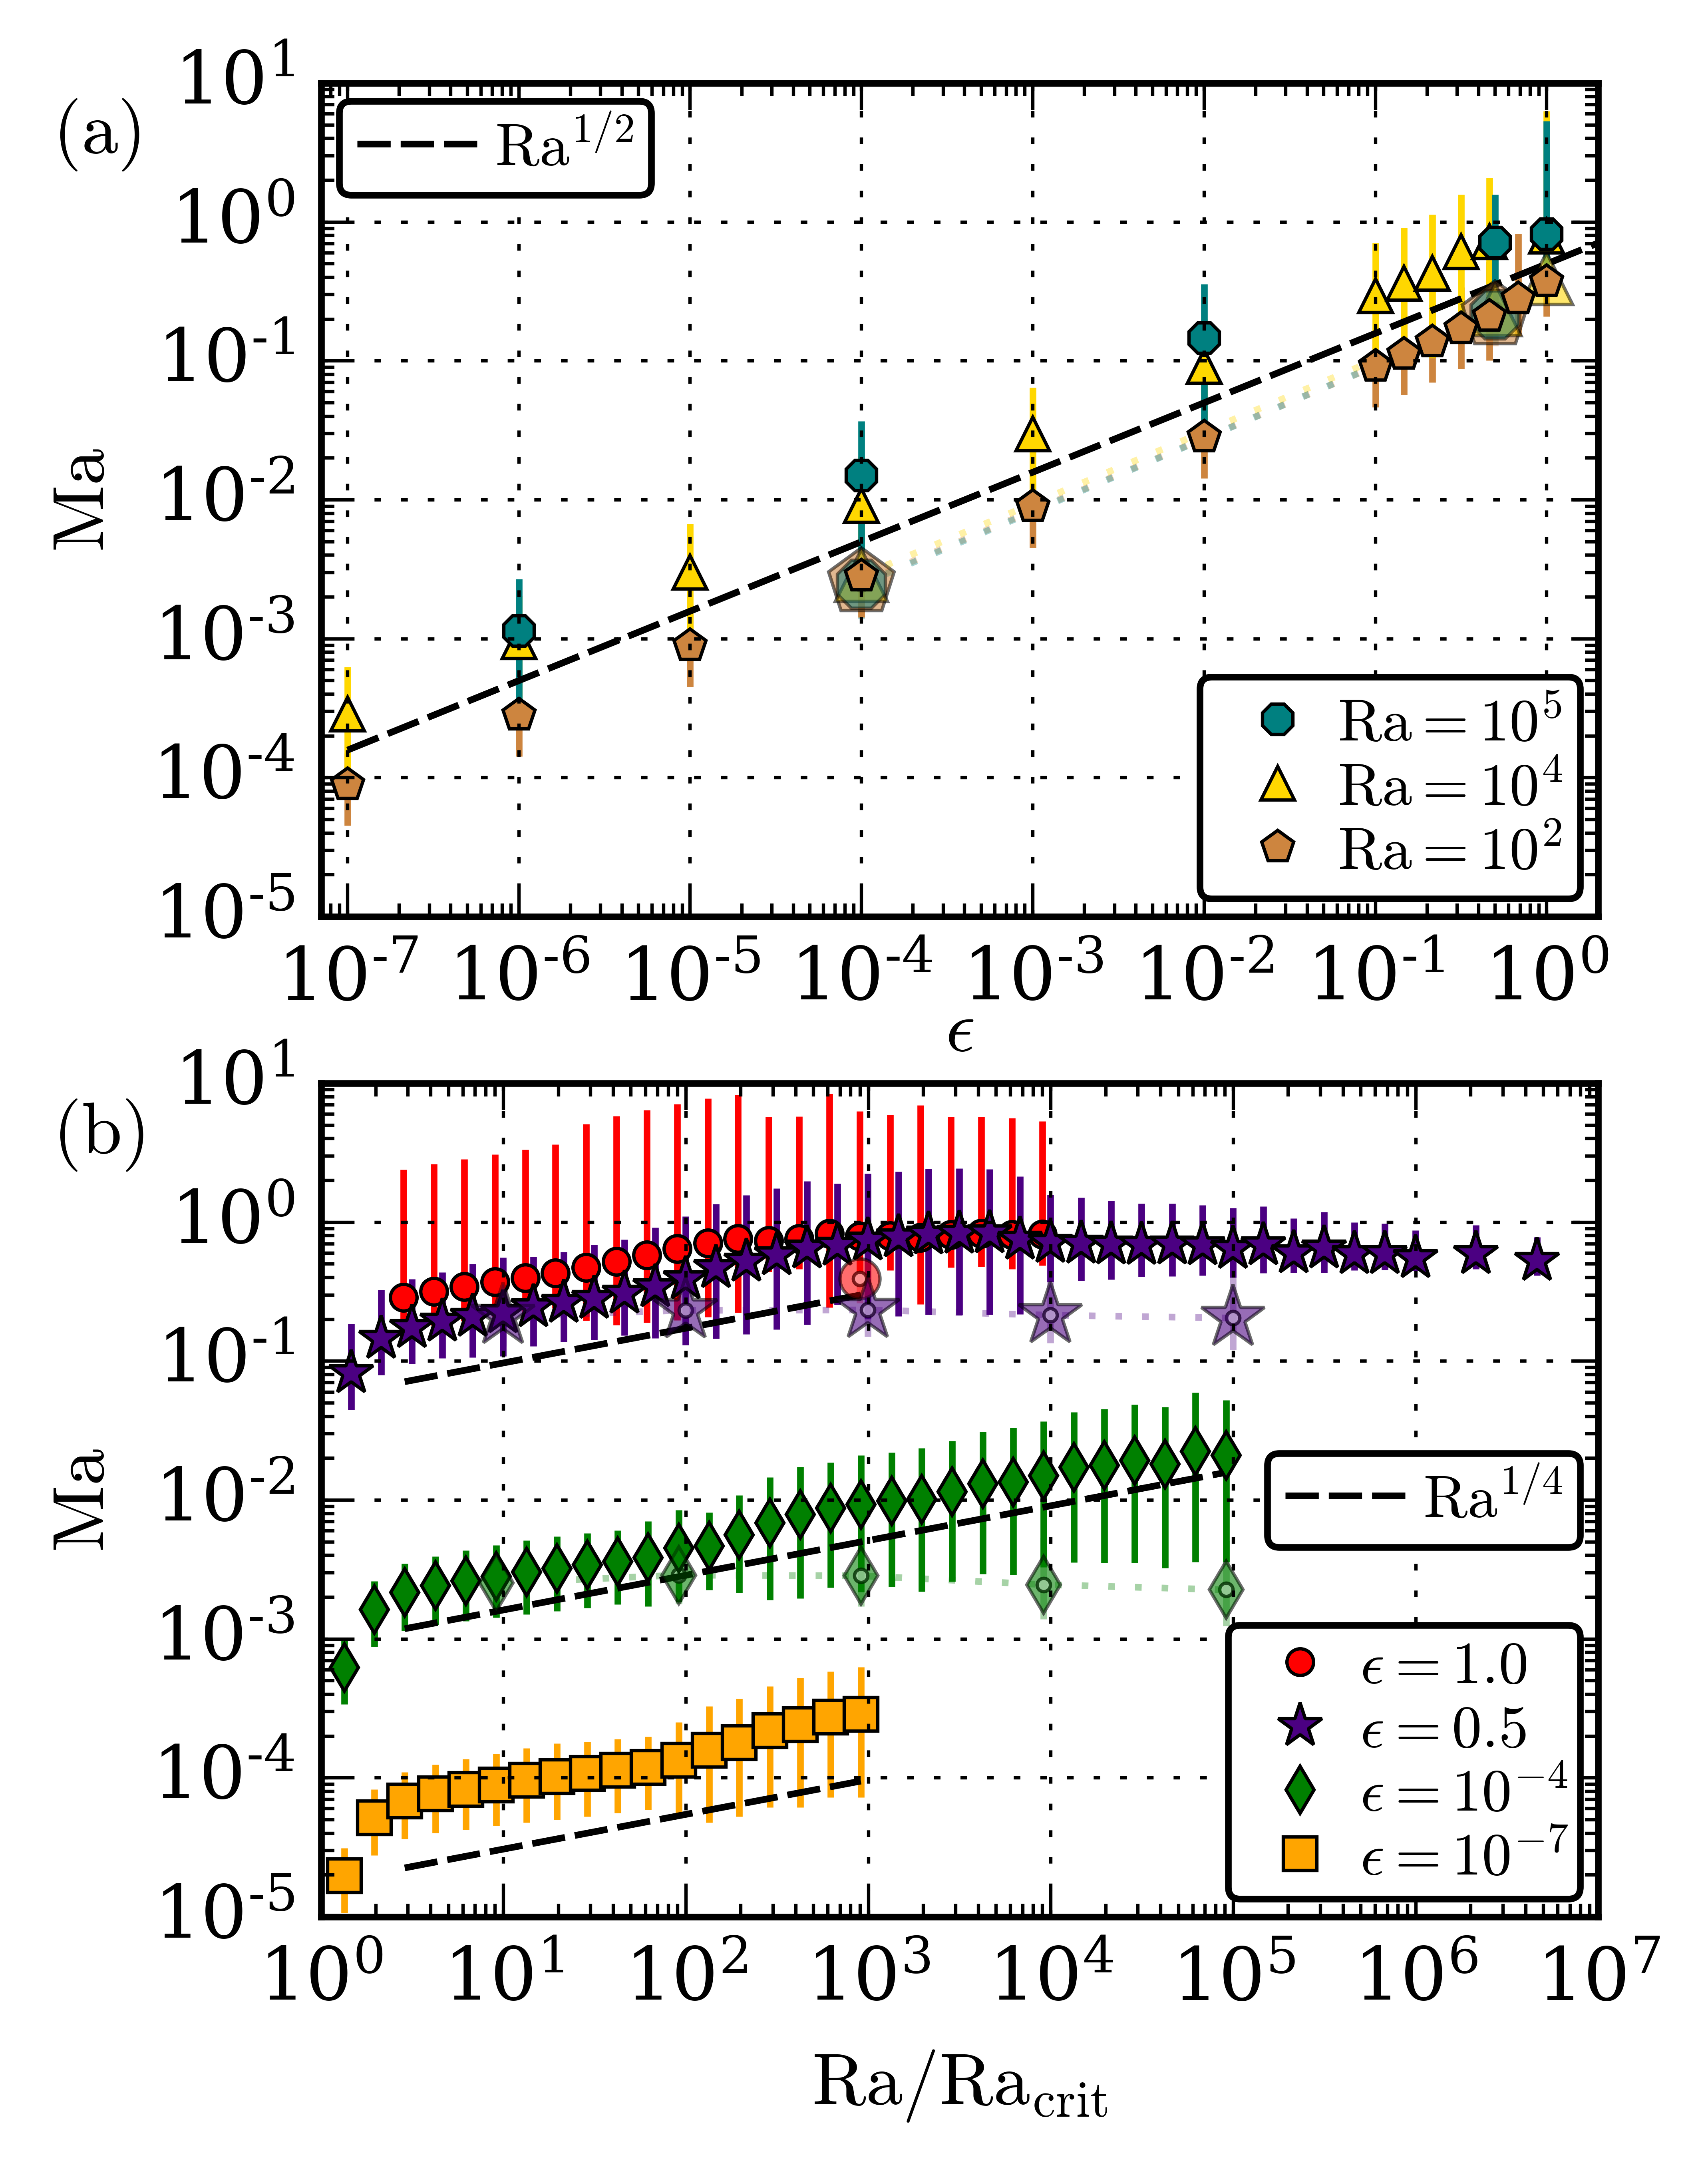 (a)
10^1
10^0
10^-1
10^-2
10^-3
10^-4
10^-5
Ma
Ra^1/2
Ra = 10^5
Ra = 10^4
Ra = 10^2
10^-7 10^-6 10^-5 10^-4 10^-3 10^-2 10^-1 10^0
ϵ
(b)
10^1
10^0
10^-1
10^-2
10^-3
10^-4
10^-5
Ma
Ra^1/4
ϵ = 1.0
ϵ = 0.5
ϵ = 10^−4
ϵ = 10^−7
10^0 10^1 10^2 10^3 10^4 10^5 10^6 10^7
Ra/Ra_crit